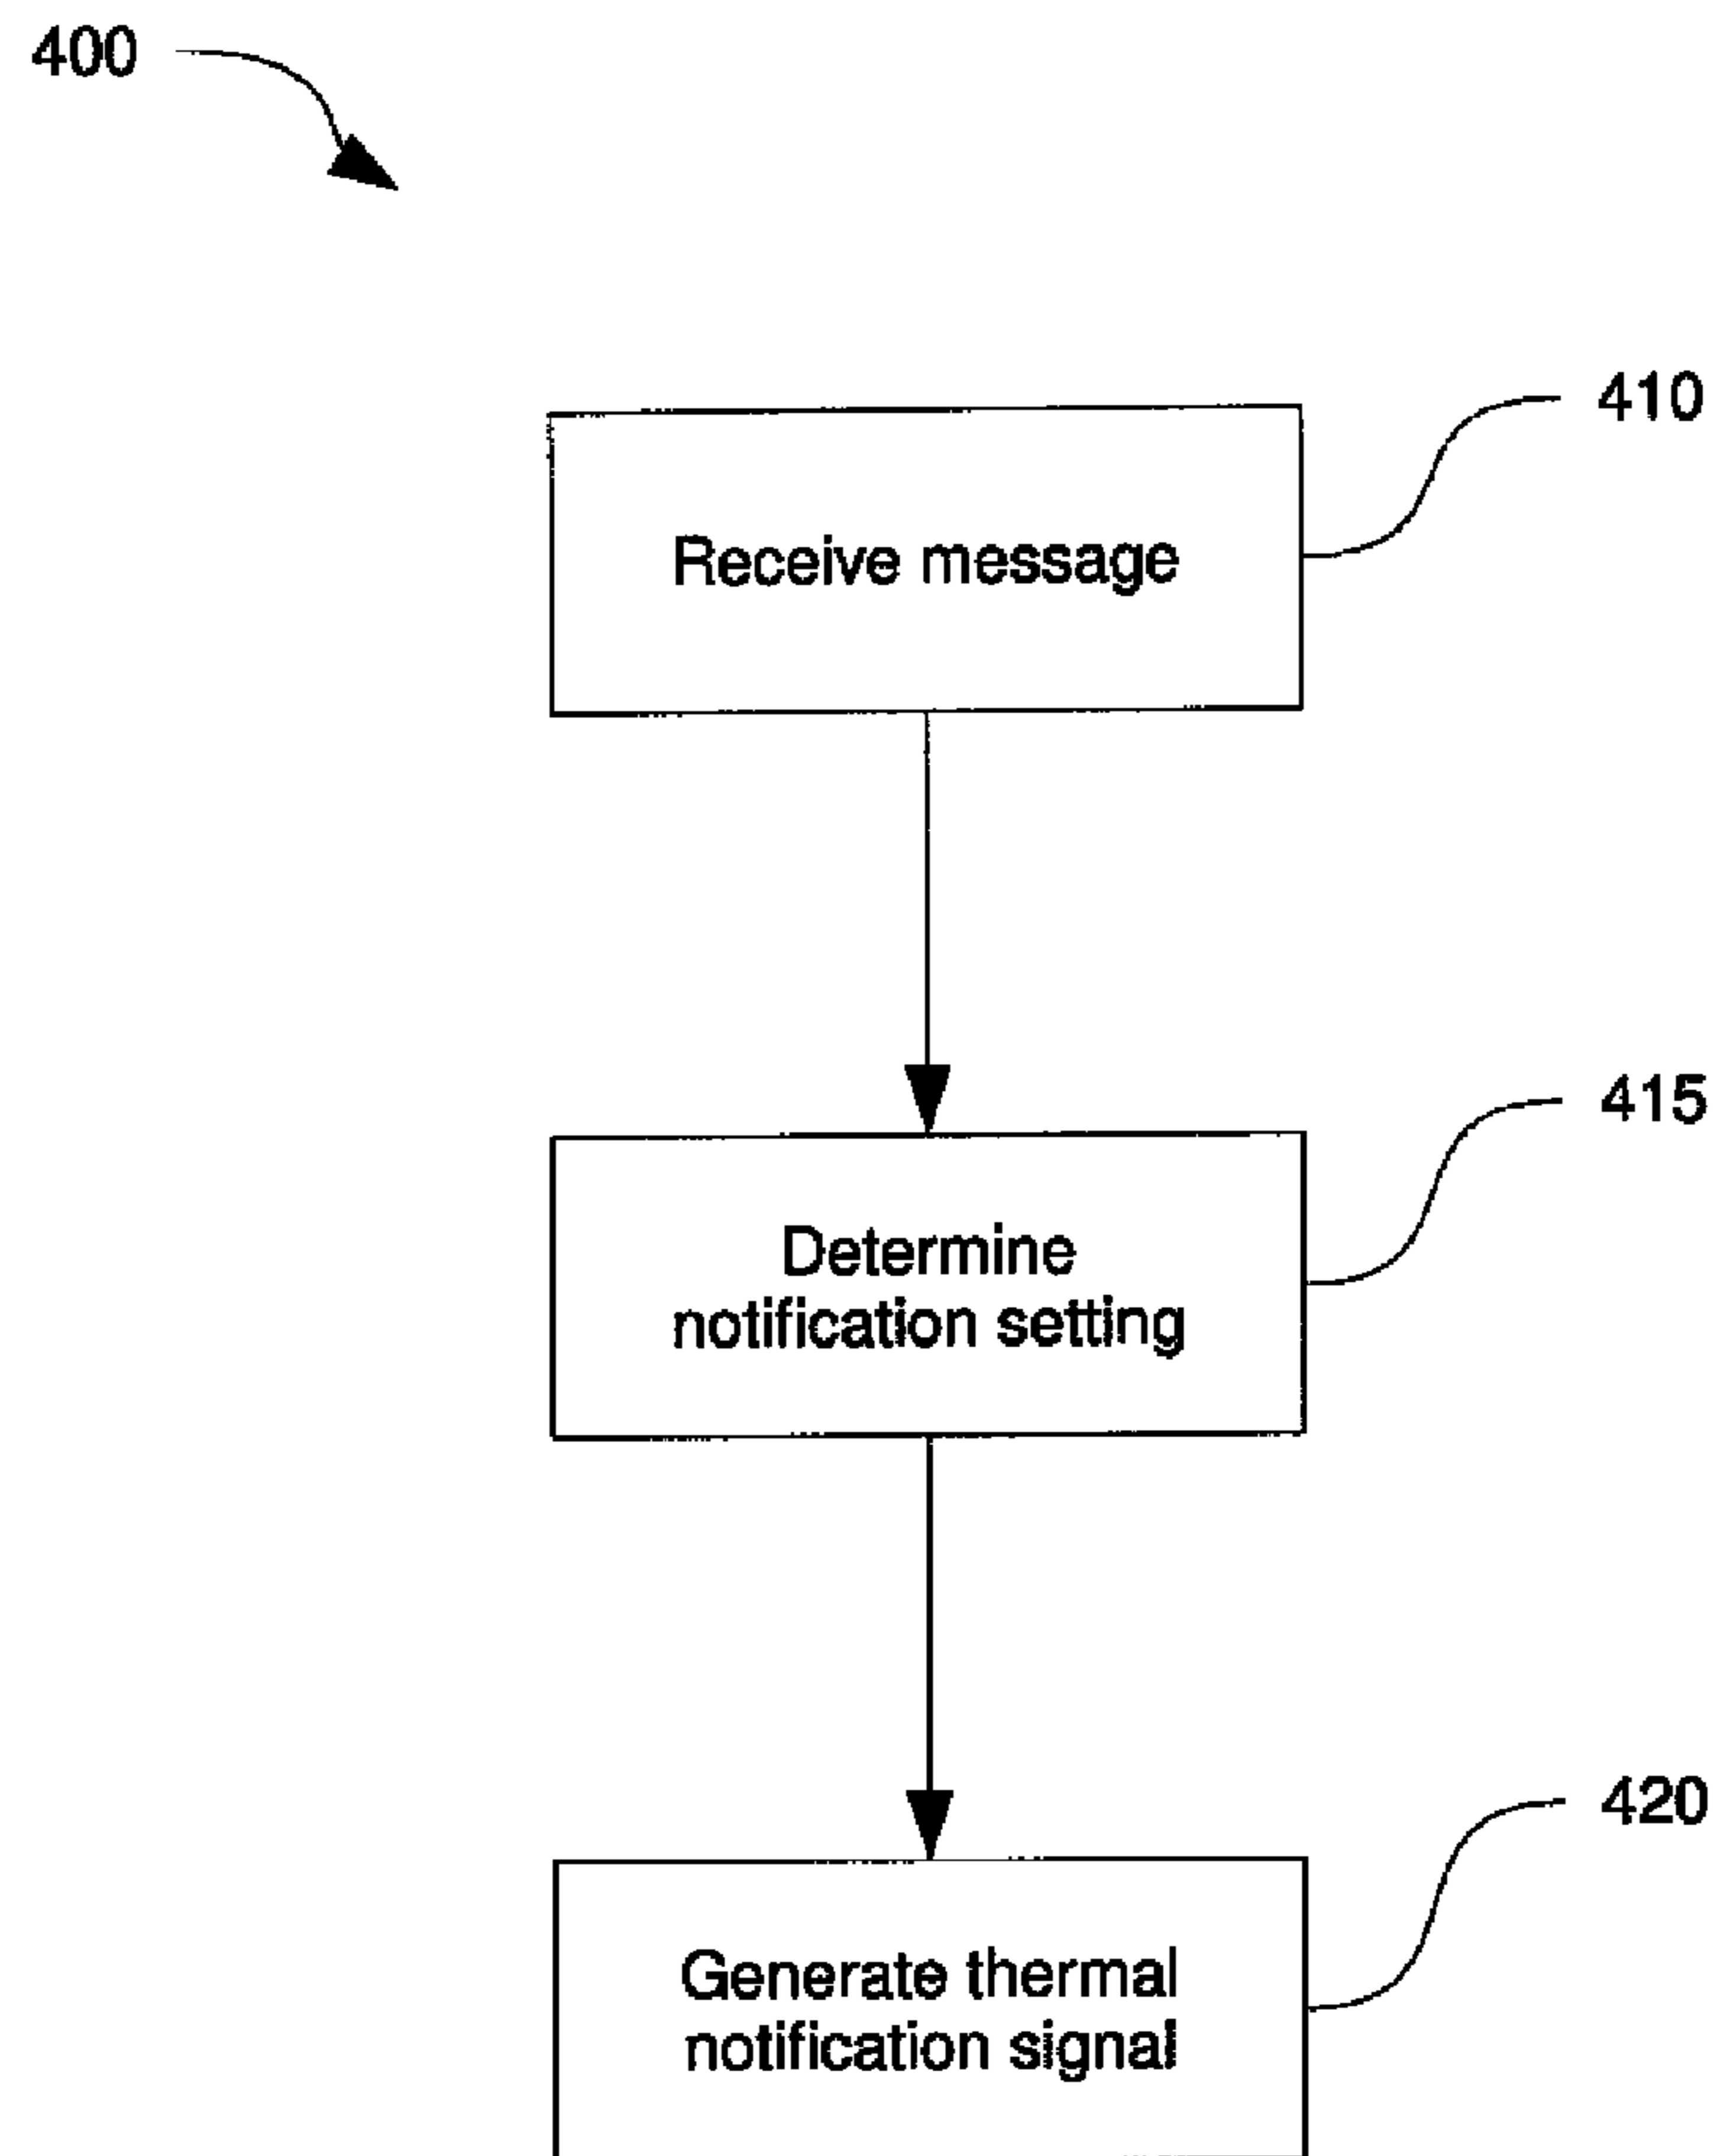 400
410
Receive message
415
Determine
notification setting
420
Generate thermal
notification signal